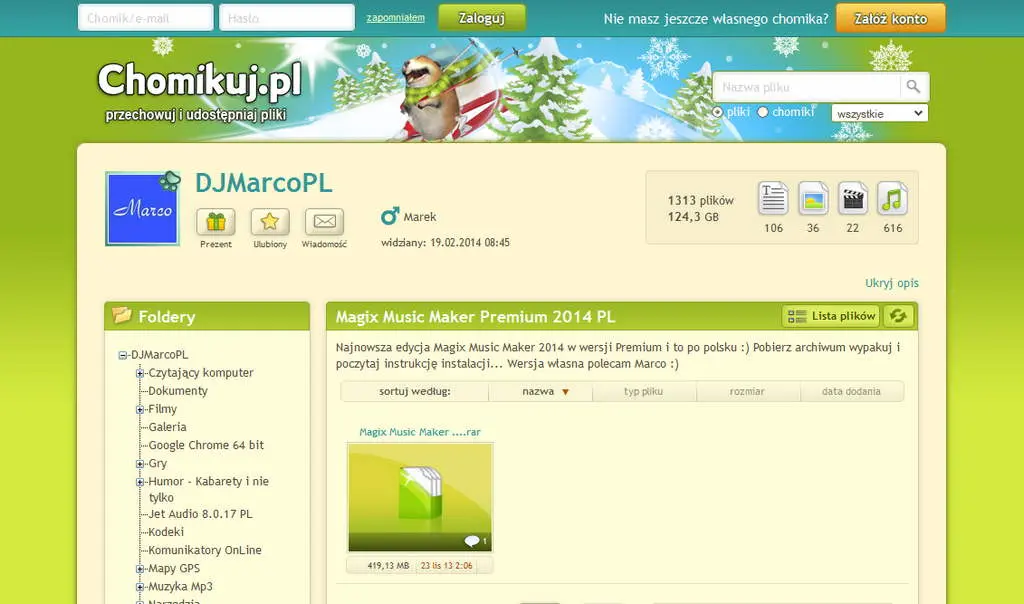 Chomik/e-mail
Hasło
zapomniałem
Zaloguj
Nie masz jeszcze własnego chomika?
Załóż konto
Chomikuj.pl
przechowuj i udostępniaj pliki
Nazwa pliku
pliki
chomiki
wszystkie
Marco
DJMarcoPL
Prezent
Ulubiony
Wiadomość
Marek
widziany: 19.02.2014 08:45
1313 plików
124,3 GB
106
36
22
616
Ukryj opis
Foldery
DJMarcoPL
Czytający komputer
Dokumenty
Filmy
Galeria
Google Chrome 64 bit
Gry
Humor - Kabarety i nie
tylko
Jet Audio 8.0.17 PL
Kodeki
Komunikatory OnLine
Mapy GPS
Muzyka Mp3
Narzędzia
Magix Music Maker Premium 2014 PL
Lista plików
Najnowsza edycja Magix Music Maker 2014 w wersji Premium i to po polsku :) Pobierz archiwum wypakuj i
poczytaj instrukcję instalacji... Wersja własna polecam Marco :)
sortuj według:
nazwa
typ pliku
rozmiar
data dodania
Magix Music Maker ....rar
1
419,13 MB
23 lis 13 2:06